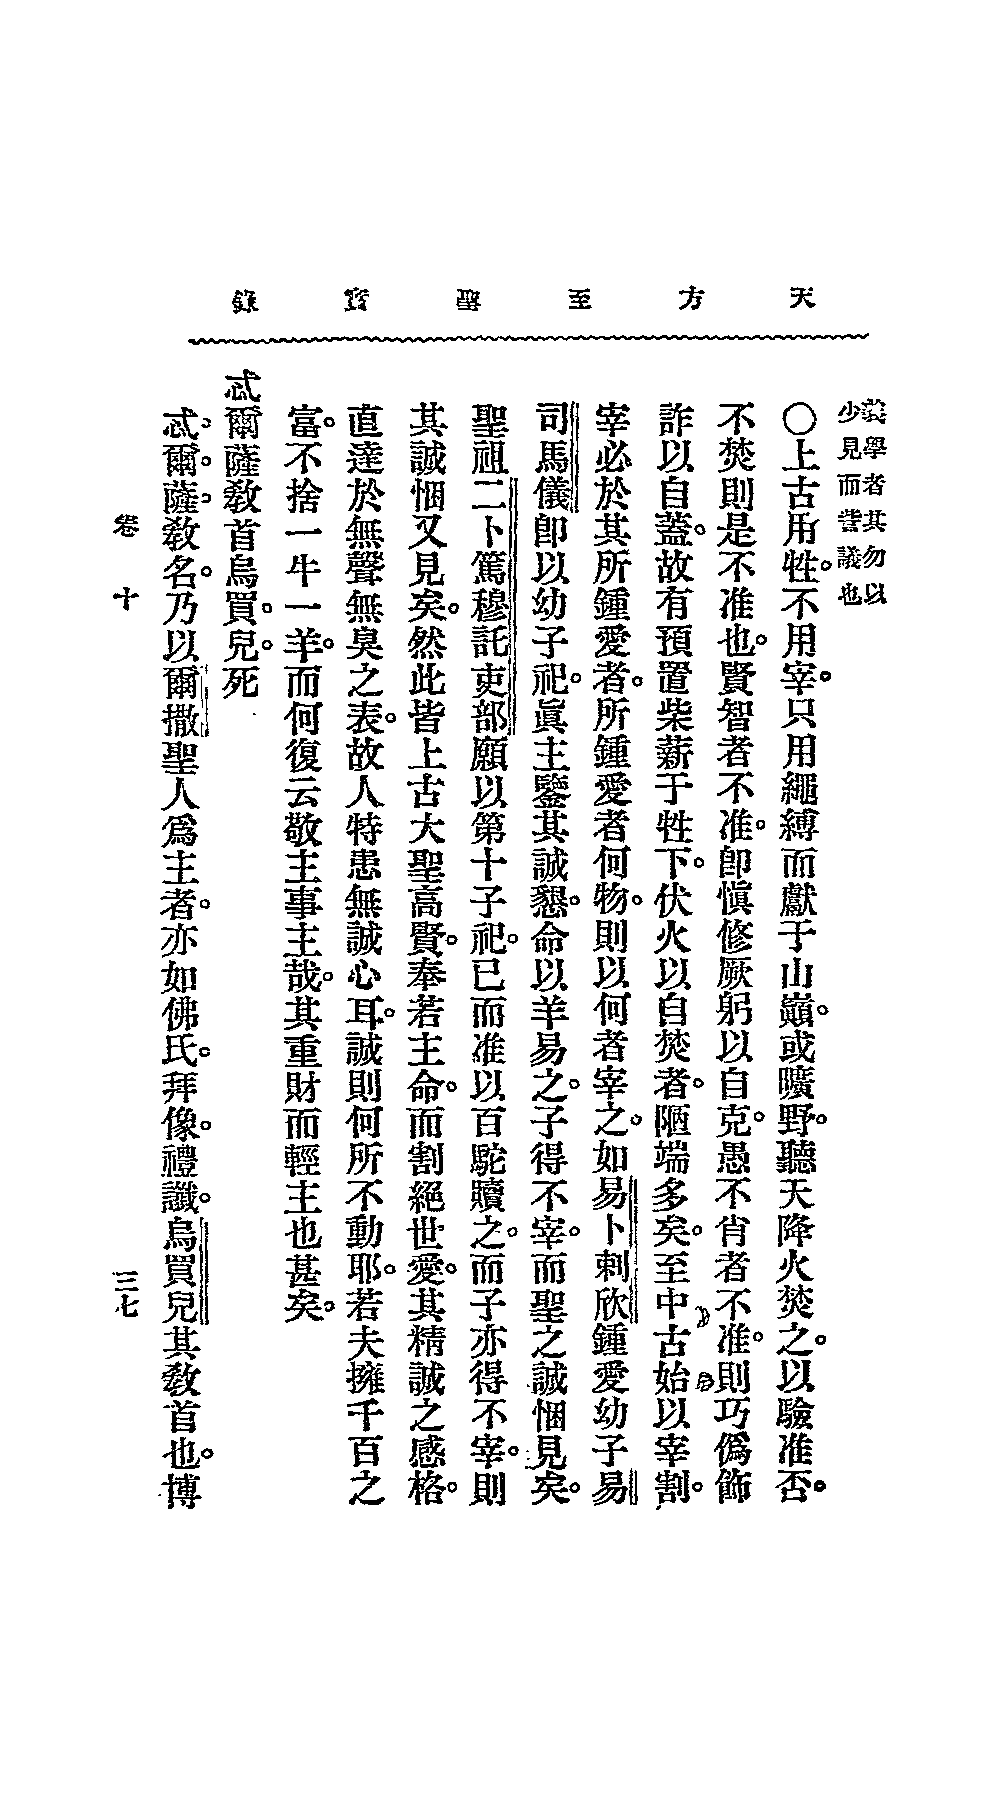 天方至聖實錄
義學者其勿以
少見而訾議也
〇上古用牲。不用宰。只用繩縛而獻于山巔。或曠野。聽天降火焚之。以驗准否。
不焚則是不准也。賢智者不准。卽愼修厥躬以自克。愚不肖者不准。則巧僞飾
詐以自蓋。故有預置柴薪于牲下。伏火以自焚者。陋端多矣。至中古始以宰割。
宰必於其所鍾愛者。所鍾愛者何物。則以何者宰之。如易卜剌欣鍾愛幼子易
司馬儀卽以幼子祀。眞主鑒其誠懇。命以羊易之。子得不宰。而聖之誠悃見矣。
聖祖二卜篤穆託吏部願以第十子祀。已而准以百駝贖之。而子亦得不宰。則
其誠悃又見矣。然此皆上古大聖高賢。奉若主命。而割絕世愛。其精誠之感格。
直達於無聲無臭之表。故人特患無誠心耳。誠則何所不動耶。若夫擁千百之
富。不捨一牛一羊。而何復云敬主事主哉。其重財而輕主也甚矣。
忒爾薩敎首烏買。兒。死
忒。爾。薩。敎名。乃以爾撒聖人爲主者。亦如佛氏。拜像。禮讖。烏買兒其敎首也。博
卷十
三七